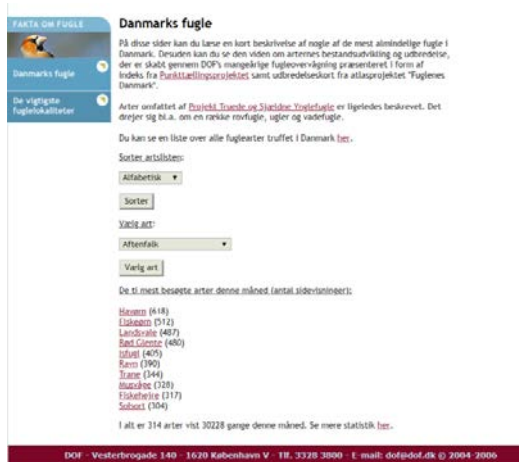 FAKTA OM FUGLE
Danmarks fugle
De vigtigste
fuglelokaliteter
Danmarks fugle
På disse sider kan du læse en kort beskrivelse af nogle af de mest almindelige fugle i
Danmark. Desuden kan du se den viden om arternes bestandsudvikling og udbredelse,
der er skabt gennem DOF's mangeårige fugleovervågning præsenteret i form af
indeks fra Punkttællingsprojektet samt udbredelseskort fra atlasprojektet "Fuglenes
Danmark".
Arter omfattet af Projekt Truede og Sjældne Ynglefugle er ligeledes beskrevet. Det
drejer sig bl.a. om en række rovfugle, ugler og vadefugle.
Du kan se en liste over alle fuglearter truffet i Danmark her.
Sorter artslisten:
Alfabetisk
Sorter
Vælg art:
Aftenfalk
Vælg art
De ti mest besøgte arter denne måned (antal sidevisninger):
Havørn (618)
Fiskeørn (512)
Landsvale (487)
Rød Glente (480)
Isfugl (405)
Ravn (390)
Trane (344)
Musvåge (328)
Fiskehejre (317)
Solsort (304)
I alt er 314 arter vist 30228 gange denne måned. Se mere statistik her.
DOF - Vesterbrogade 140 - 1620 København V - Tlf. 3328 3800 - E-mail: dof@dof.dk © 2004-2006